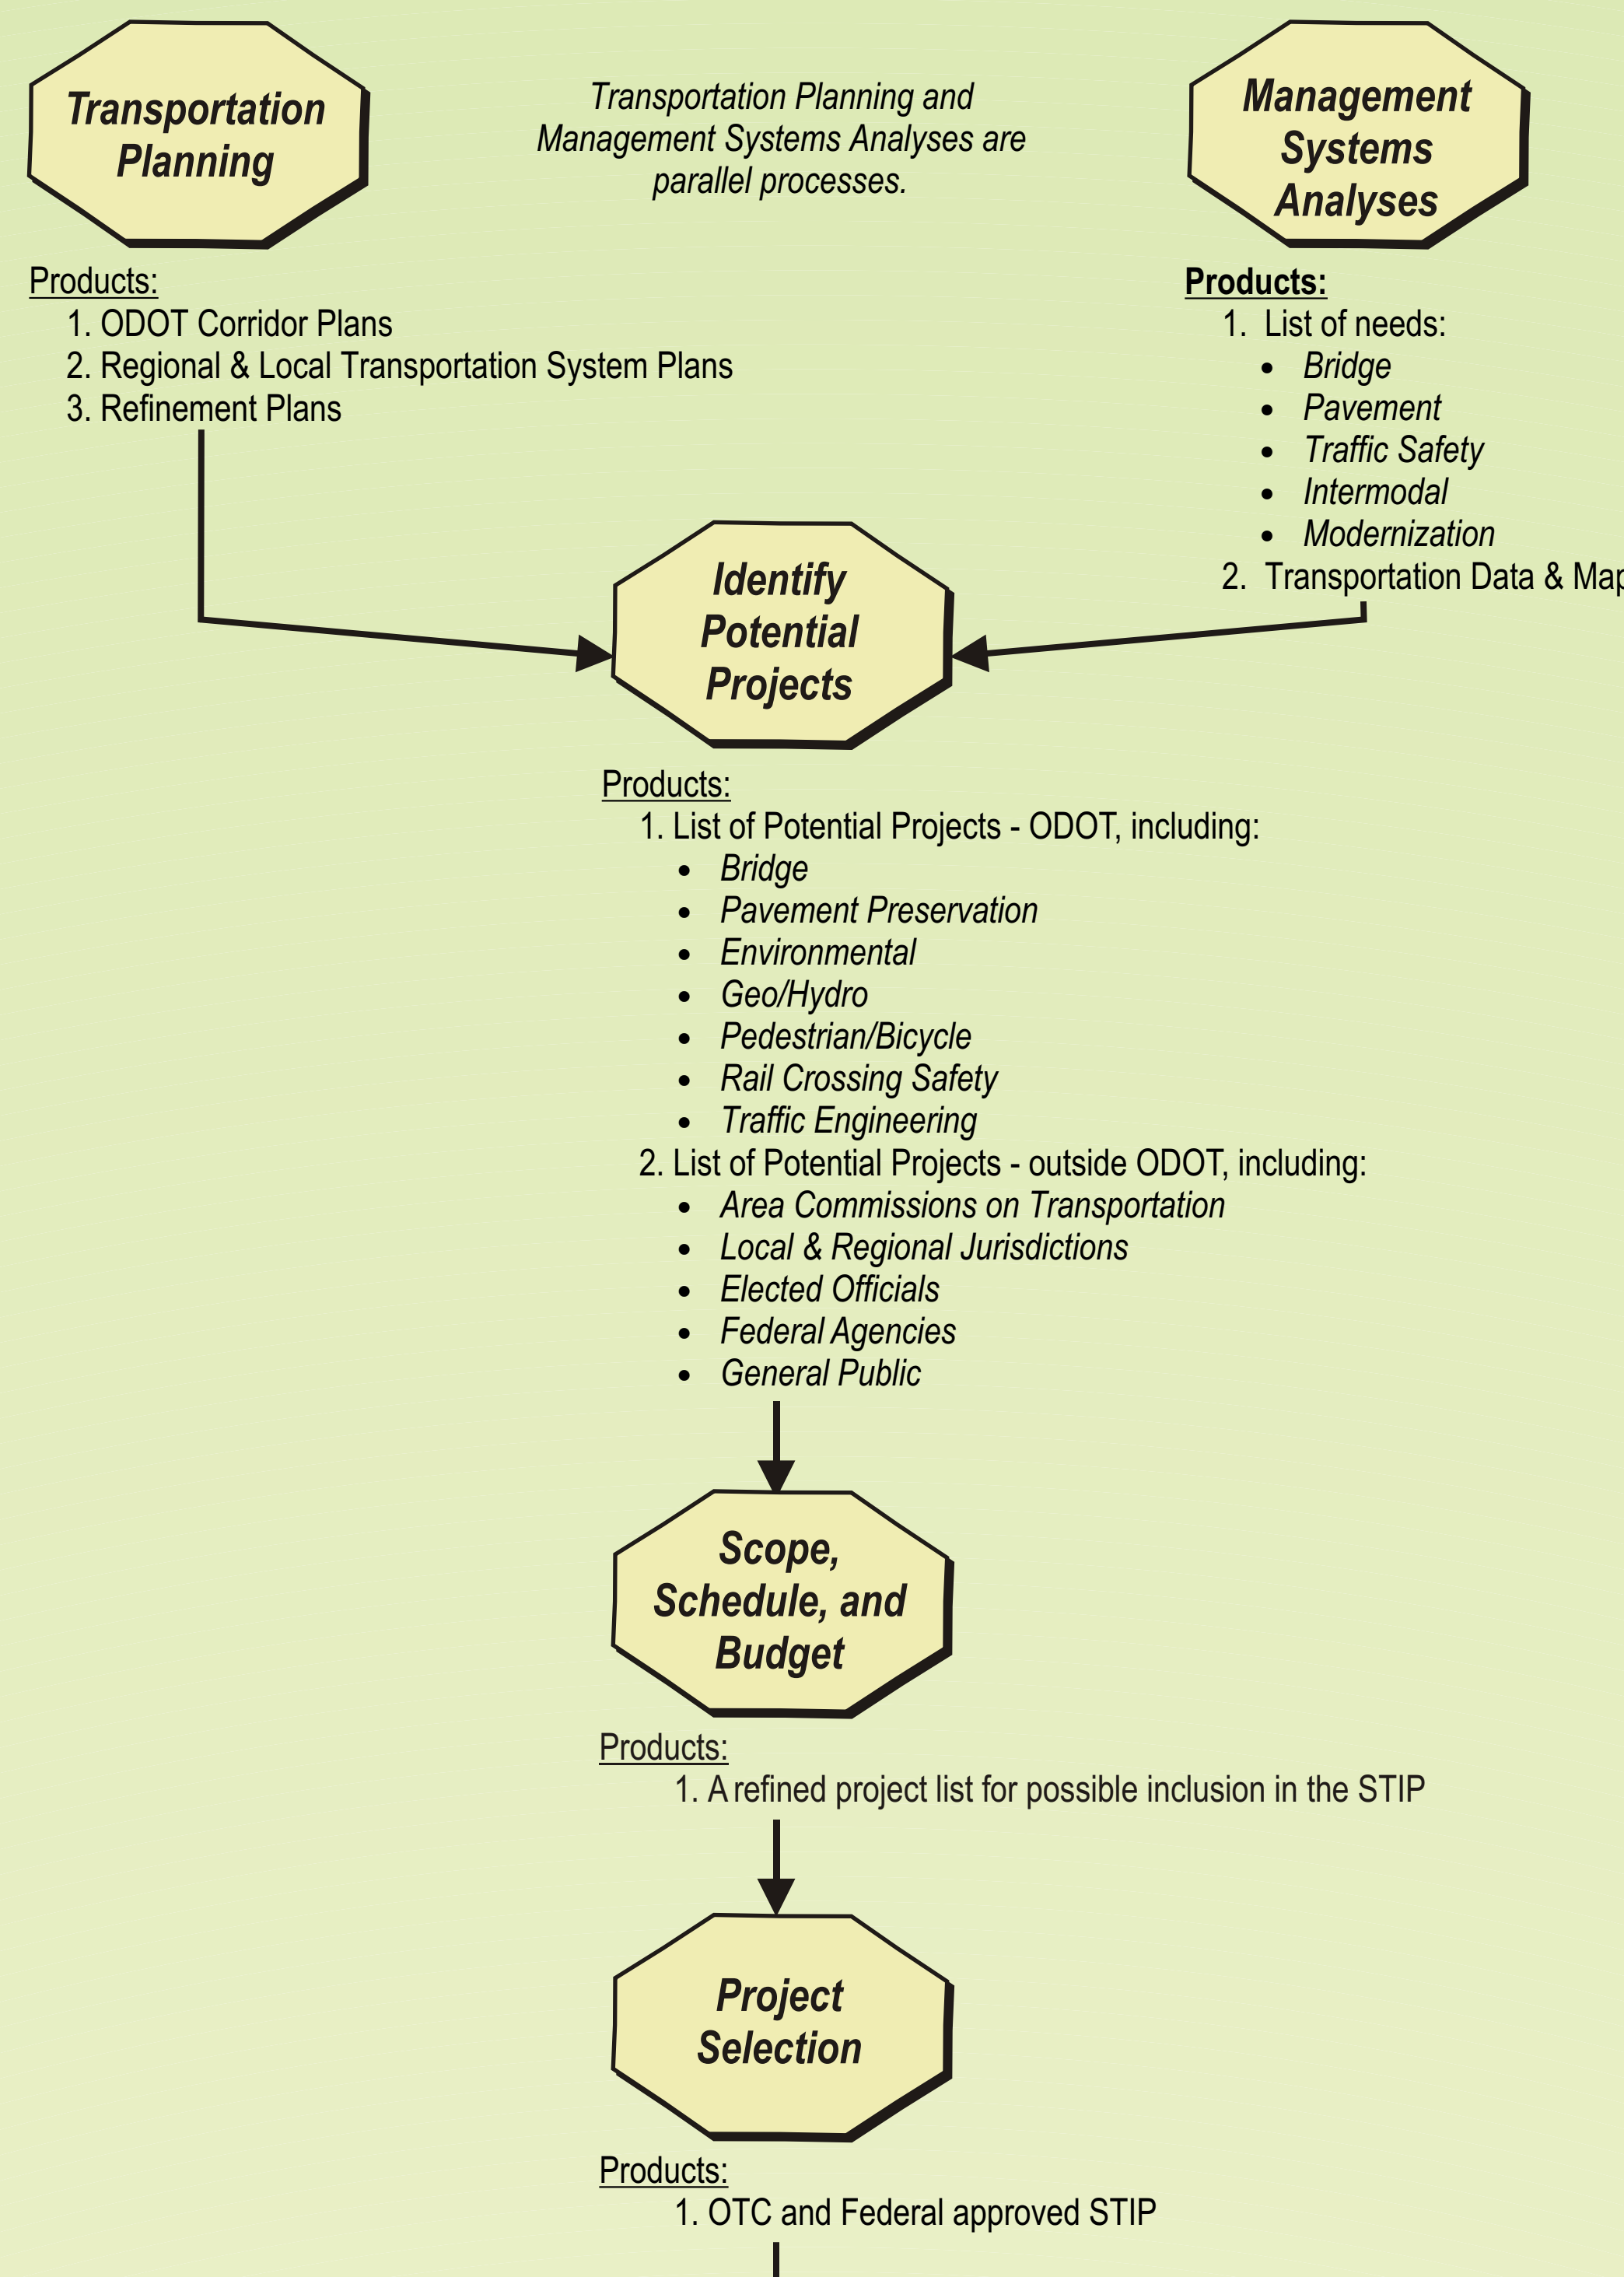 Transportation
Planning
Transportation Planning and
Management Systems Analyses are
parallel processes.
Management
Systems
Analyses
Products:
1. ODOT Corridor Plans
2. Regional & Local Transportation System Plans
3. Refinement Plans
Products:
1. List of needs:
• Bridge
• Pavement
• Traffic Safety
• Intermodal
• Modernization
2. Transportation Data &
Identify
Potential
Projects
Products:
1. List of Potential Projects - ODOT, including:
• Bridge
• Pavement Preservation
• Environmental
• Geo/Hydro
• Pedestrian/Bicycle
• Rail Crossing Safety
• Traffic Engineering
2. List of Potential Projects - outside ODOT, including:
• Area Commissions on Transportation
• Local & Regional Jurisdictions
• Elected Officials
• Federal Agencies
• General Public
Scope,
Schedule, and
Budget
Products:
1. A refined project list for possible inclusion in the STIP
Project
Selection
Products:
1. OTC and Federal approved STIP